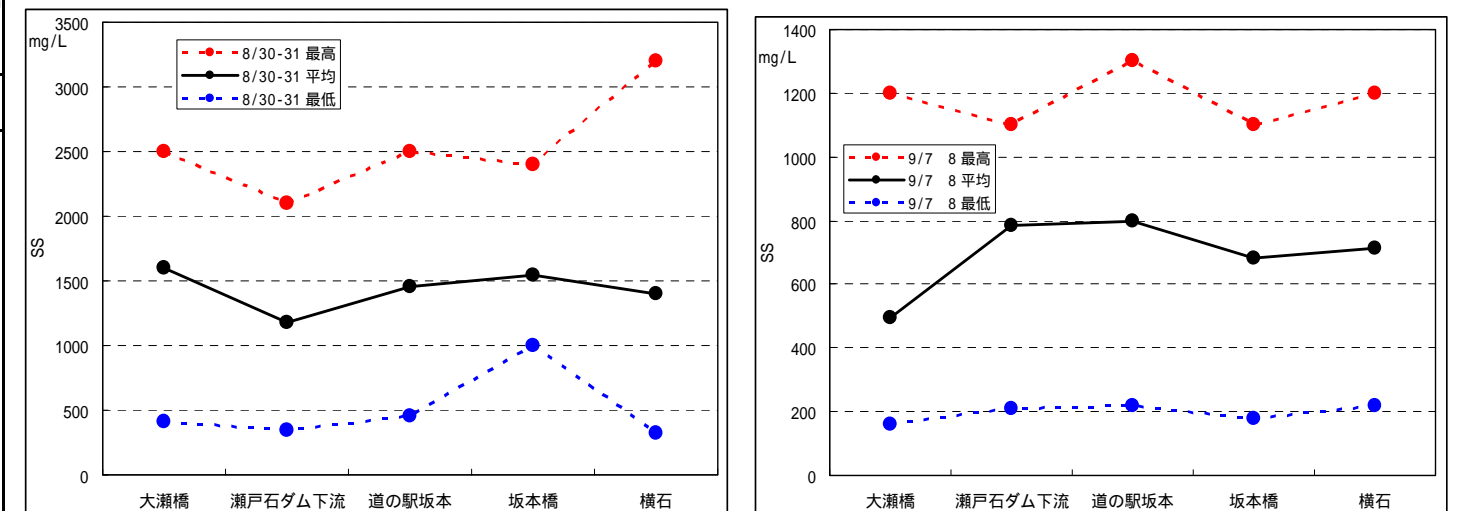 3500
mg/L
3000
2500
2000
SS
1500
1000
500
0
8/30-31 最高
8/30-31 平均
8/30-31 最低
大瀬橋 瀬戸石ダム下流 道の駅坂本 坂本橋 横石
1400
mg/L
1200
1000
800
SS
600
400
200
0
9/7 8 最高
9/7 8 平均
9/7 8 最低
大瀬橋 瀬戸石ダム下流 道の駅坂本 坂本橋 横石